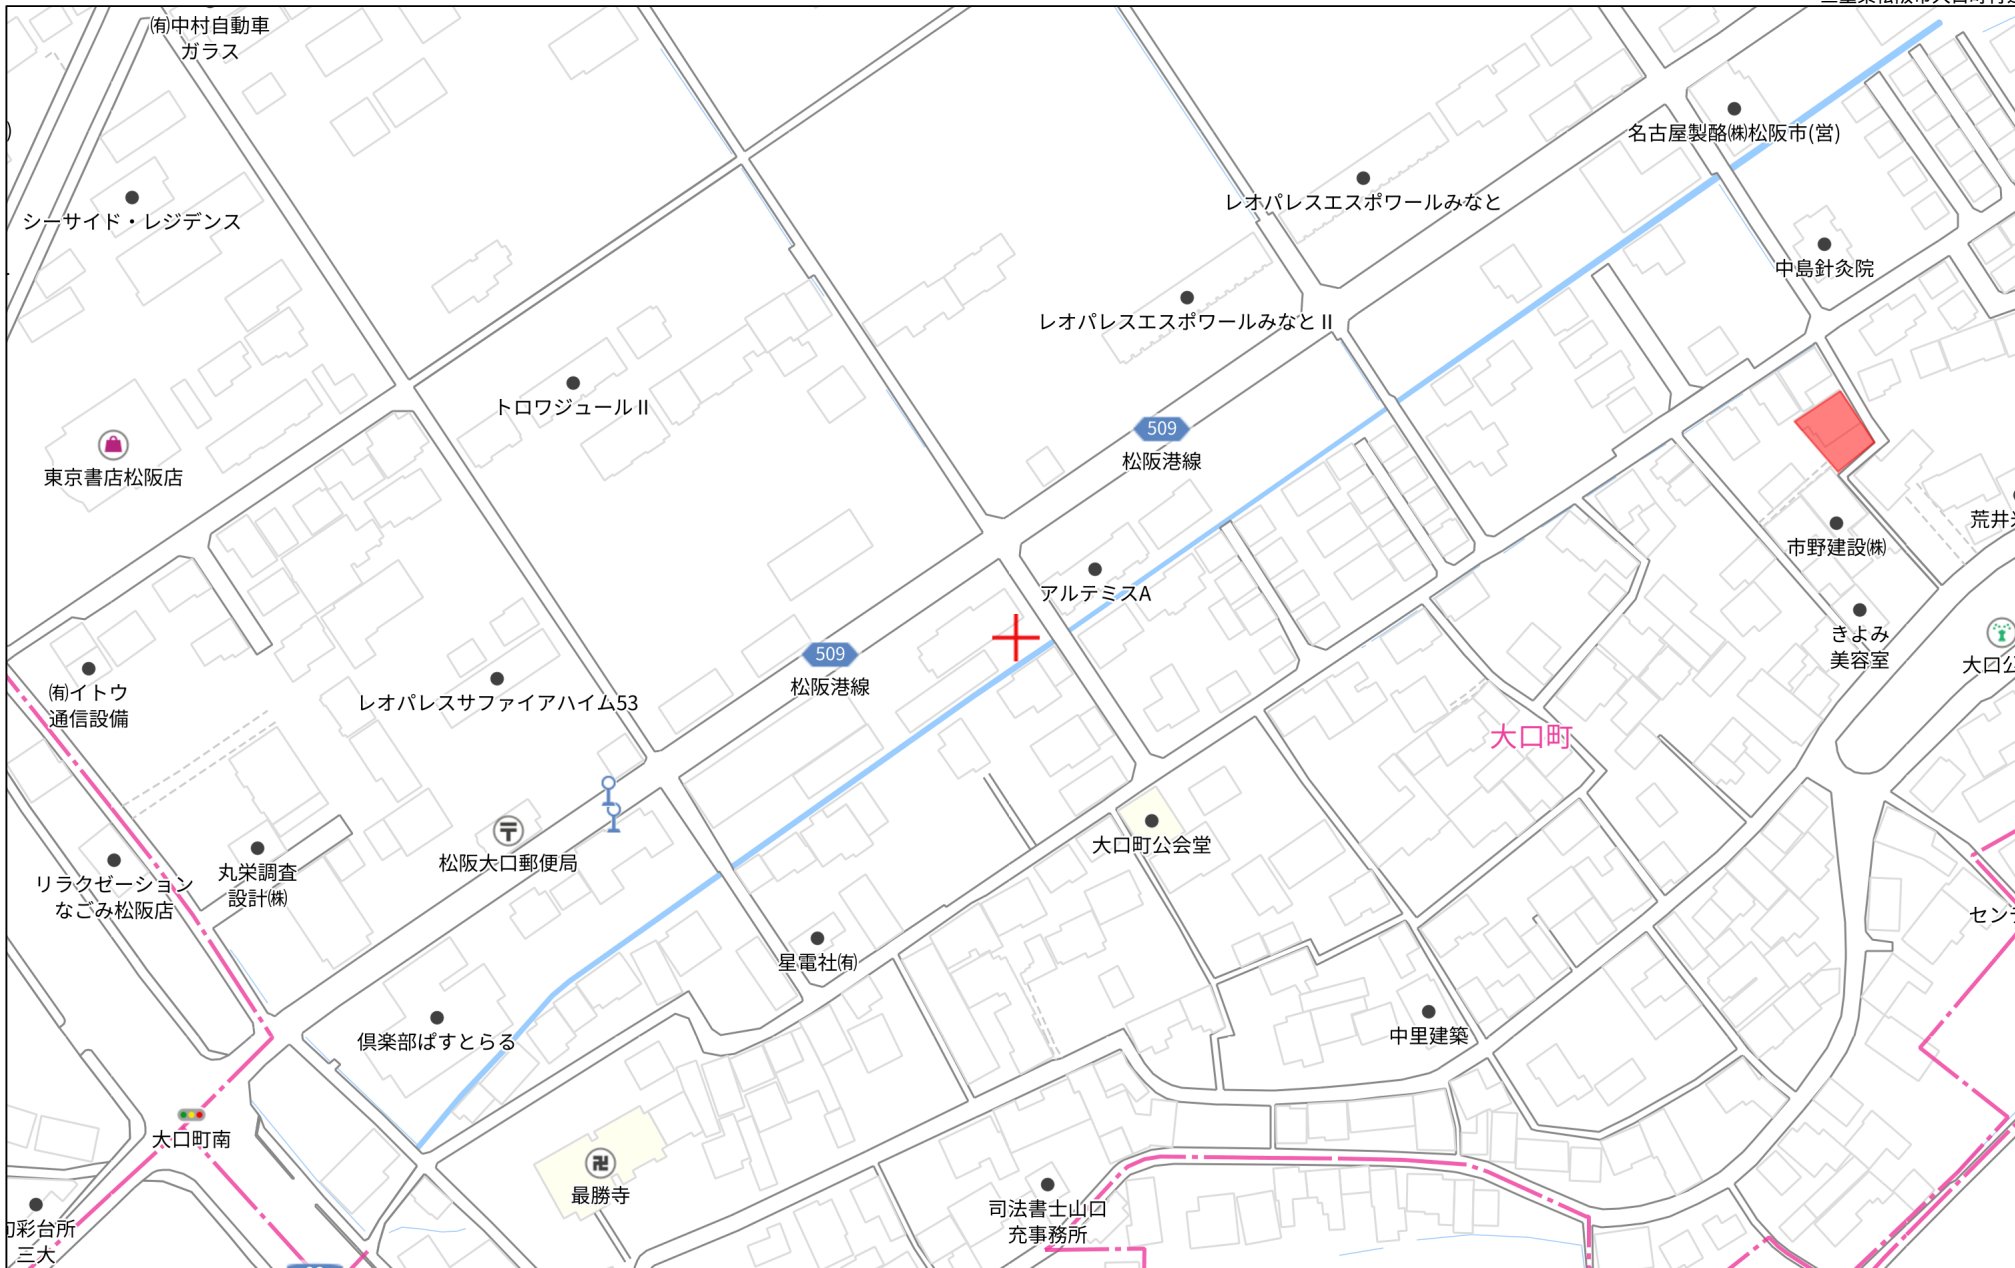 ㈲中村自動車
ガラス
名古屋製酪㈱松阪市(営)
シーサイド・レジデンス
レオパレスエスポワールみなと
中島針灸院
レオパレスエスポワールみなとⅡ
トロワジュールⅡ
509
松阪港線
東京書店松阪店
市野建設㈱
アルテミスA
きよみ
美容室
509
松阪港線
㈲イトウ
通信設備
レオパレスサファイアハイム53
大口町
大口町公会堂
松阪大口郵便局
丸栄調査
設計㈱
リラクゼーション
なごみ松阪店
星電社㈲
倶楽部ぱすとらる
中里建築
大口町南
最勝寺
司法書士山口
充事務所
彩台所
三大